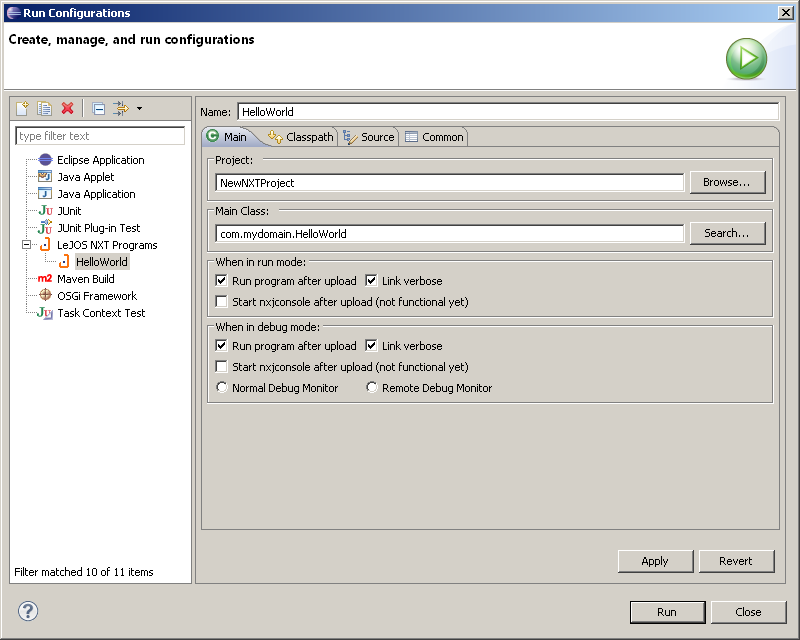 Run Configurations
Create, manage, and run configurations
type filter text
Eclipse Application
Java Applet
Java Application
JUnit
JUnit Plug-in Test
LeJOS NXT Programs
HelloWorld
Maven Build
OSGi Framework
Task Context Test
Filter matched 10 of 11 items
Name: HelloWorld
Main Classpath Source Common
Project:
NewNXTProject Browse...
Main Class:
com.mydomain.HelloWorld Search...
When in run mode:
Run program after upload Link verbose
Start nxjconsole after upload (not functional yet)
When in debug mode:
Run program after upload Link verbose
Start nxjconsole after upload (not functional yet)
Normal Debug Monitor Remote Debug Monitor
Apply Revert
Run Close